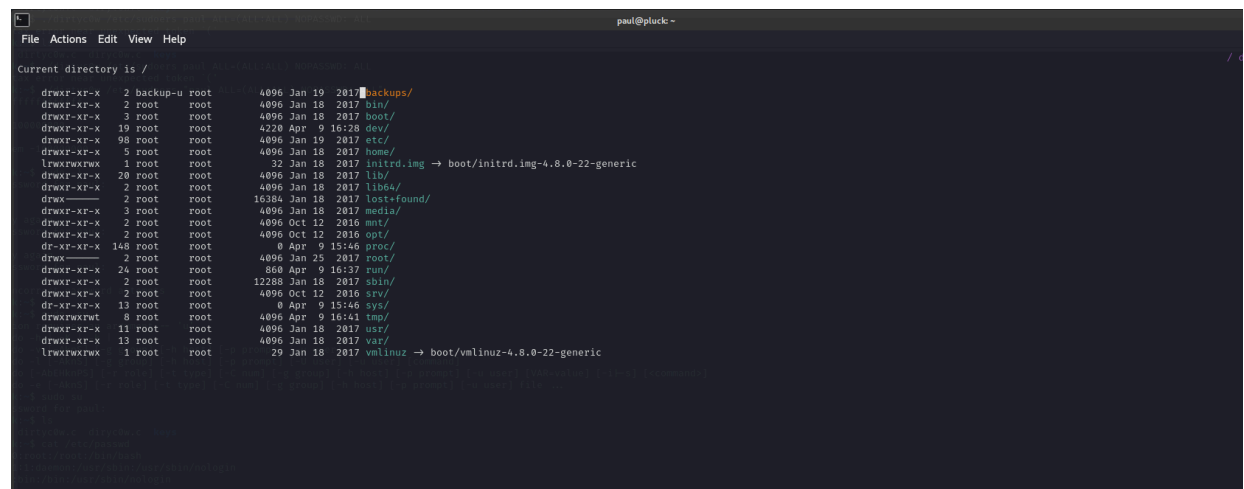 paul@pluck: ~
File Actions Edit View Help
Current directory is /
drwxr-xr-x 2 backup-u root 4096 Jan 19 2017 backups/
drwxr-xr-x 2 root root 4096 Jan 18 2017 bin/
drwxr-xr-x 3 root root 4096 Jan 18 2017 boot/
drwxr-xr-x 19 root root 4220 Apr 9 16:28 dev/
drwxr-xr-x 98 root root 4096 Jan 19 2017 etc/
drwxr-xr-x 5 root root 4096 Jan 18 2017 home/
lrwxrwxrwx 1 root root 32 Jan 18 2017 initrd.img → boot/initrd.img-4.8.0-22-generic
drwxr-xr-x 20 root root 4096 Jan 18 2017 lib/
drwxr-xr-x 2 root root 4096 Jan 18 2017 lib64/
drwx—— 2 root root 16384 Jan 18 2017 lost+found/
drwxr-xr-x 3 root root 4096 Jan 18 2017 media/
drwxr-xr-x 2 root root 4096 Oct 12 2016 mnt/
drwxr-xr-x 2 root root 4096 Oct 12 2016 opt/
dr-xr-xr-x 148 root root 0 Apr 9 15:46 proc/
drwx—— 2 root root 4096 Jan 25 2017 root/
drwxr-xr-x 24 root root 860 Apr 9 16:37 run/
drwxr-xr-x 2 root root 12288 Jan 18 2017 sbin/
drwxr-xr-x 2 root root 4096 Oct 12 2016 srv/
dr-xr-xr-x 13 root root 0 Apr 9 15:46 sys/
drwxrwxrwt 8 root root 4096 Apr 9 16:41 tmp/
drwxr-xr-x 11 root root 4096 Jan 18 2017 usr/
drwxr-xr-x 13 root root 4096 Jan 18 2017 var/
lrwxrwxrwx 1 root root 29 Jan 18 2017 vmlinuz → boot/vmlinuz-4.8.0-22-generic